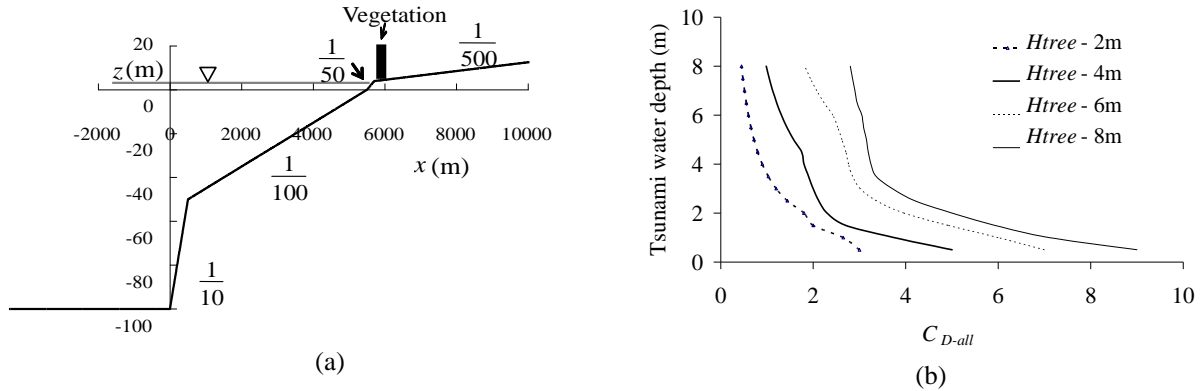 Vegetation
20
z (m)
0
-20
-40
-60
-80
-100
-2000
0
2000
4000
6000
8000
10000
x (m)
1/50
1/500
1/100
1/10
(a)
Tsunami water depth (m)
10
8
6
4
2
0
0
2
4
6
8
10
C D-all
Htree - 2m
Htree - 4m
Htree - 6m
Htree - 8m
(b)